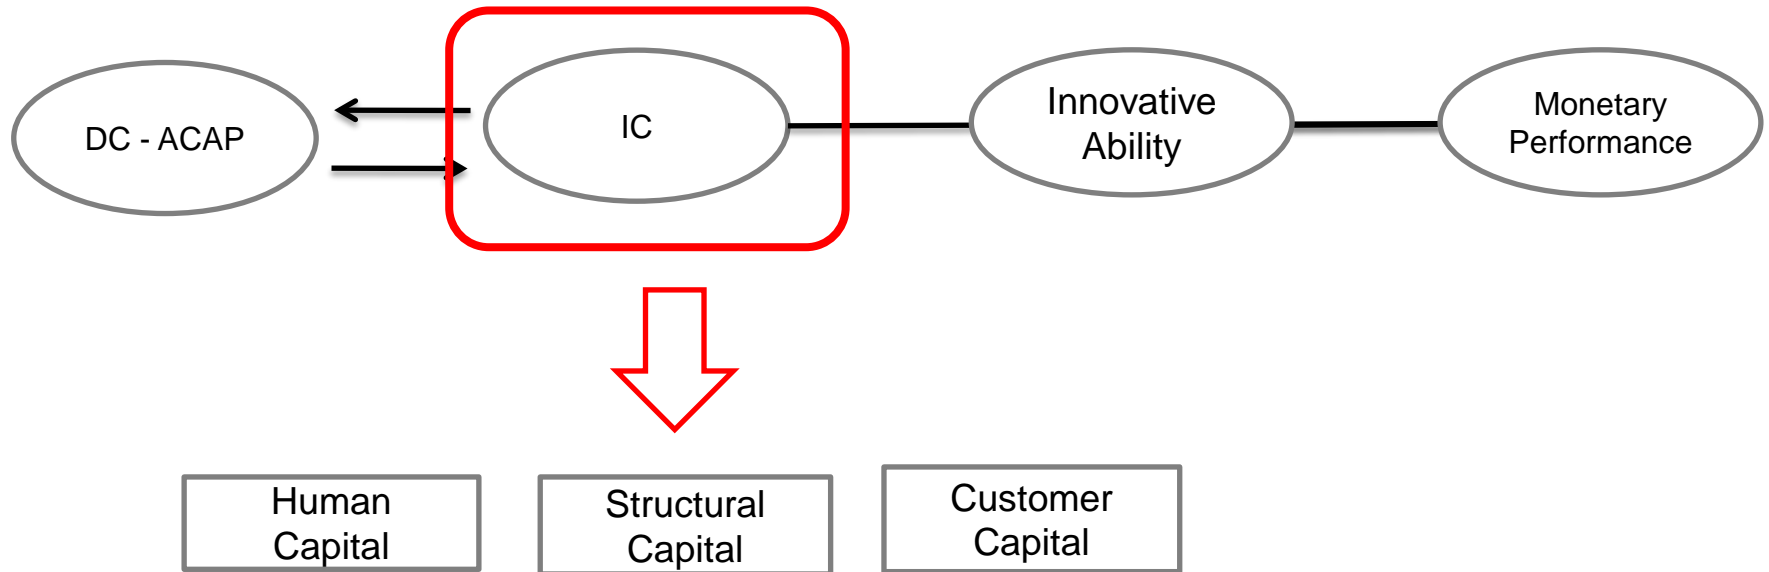 DC - ACAP
IC
Innovative
Ability
Monetary
Performance
Human
Capital
Structural
Capital
Customer
Capital